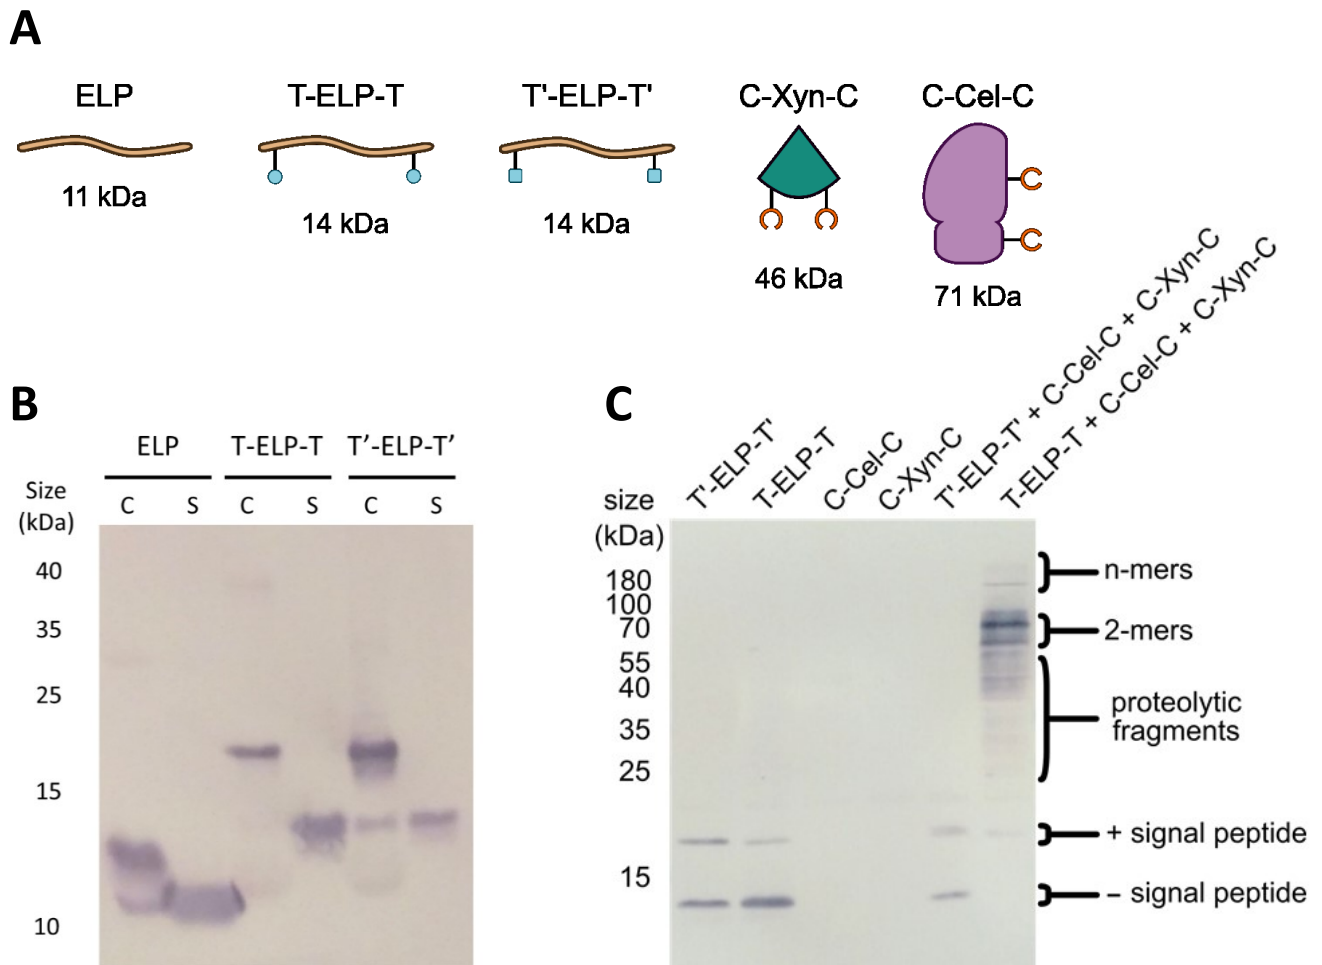 A
ELP
T-ELP-T
T'-ELP-T'
C-Xyn-C
C-Cel-C
11 kDa
14 kDa
14 kDa
46 kDa
71 kDa
B
ELP
T-ELP-T
T’-ELP-T’
Size
(kDa)
C
S
C
S
C
S
40
35
25
15
10
C
size
(kDa)
T'-ELP-T'
T-ELP-T
C-Cel-C
C-Xyn-C
T'-ELP-T' + C-Cel-C + C-Xyn-C
T-ELP-T + C-Cel-C + C-Xyn-C
180
100
70
55
40
35
25
15
n-mers
2-mers
proteolytic
fragments
+ signal peptide
– signal peptide